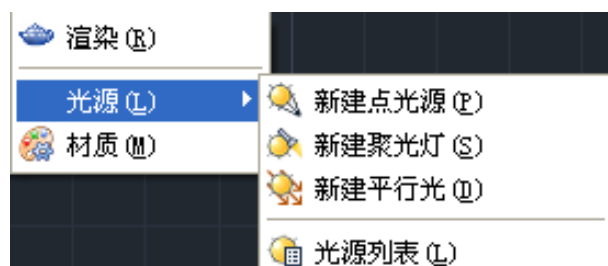 渲染(R)
光源(L)
材质(M)
新建点光源(P)
新建聚光灯(S)
新建平行光(D)
光源列表(L)